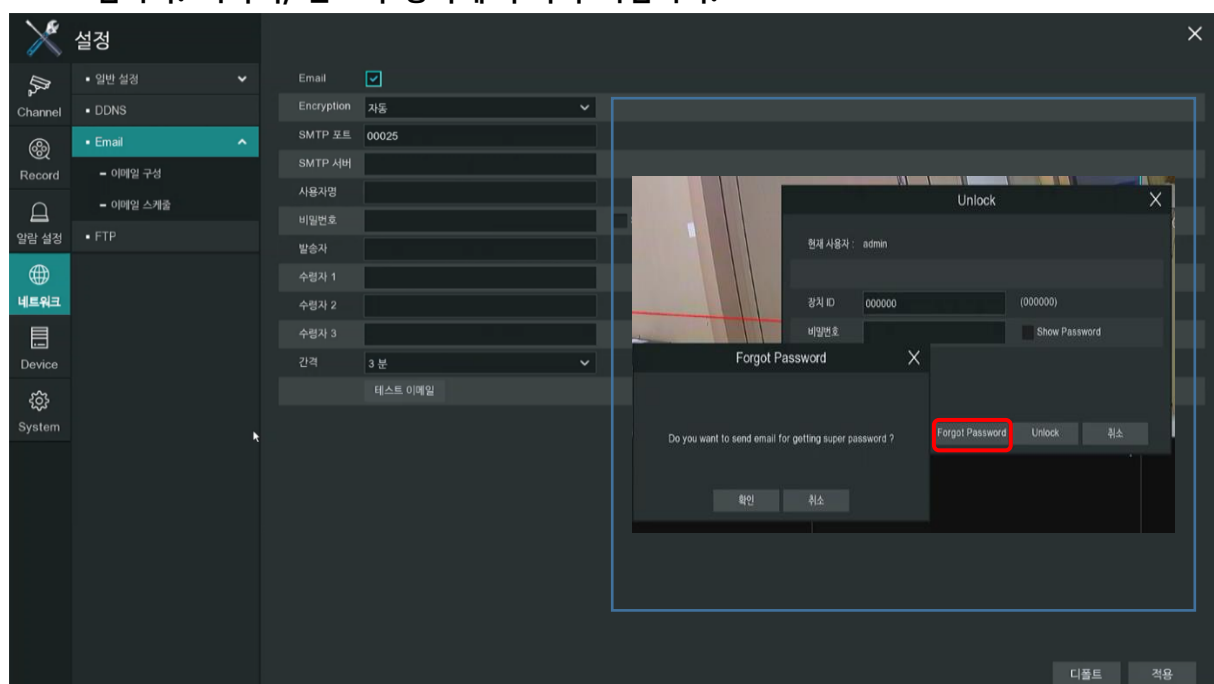 설정
Channel
Record
알람 설정
네트워크
Device
System
일반 설정
DDNS
Email
이메일 구성
이메일 스케줄
FTP
Email
Encryption 자동
SMTP 포트 00025
SMTP 서버
사용자명
비밀번호
발송자
수령자 1
수령자 2
수령자 3
간격 3 분
테스트 이메일
Unlock
현재 사용자 : admin
장치 ID 000000 (000000)
비밀번호 Show Password
Forgot Password Unlock 취소
Forgot Password
Do you want to send email for getting super password ?
확인 취소
디폴트 적용